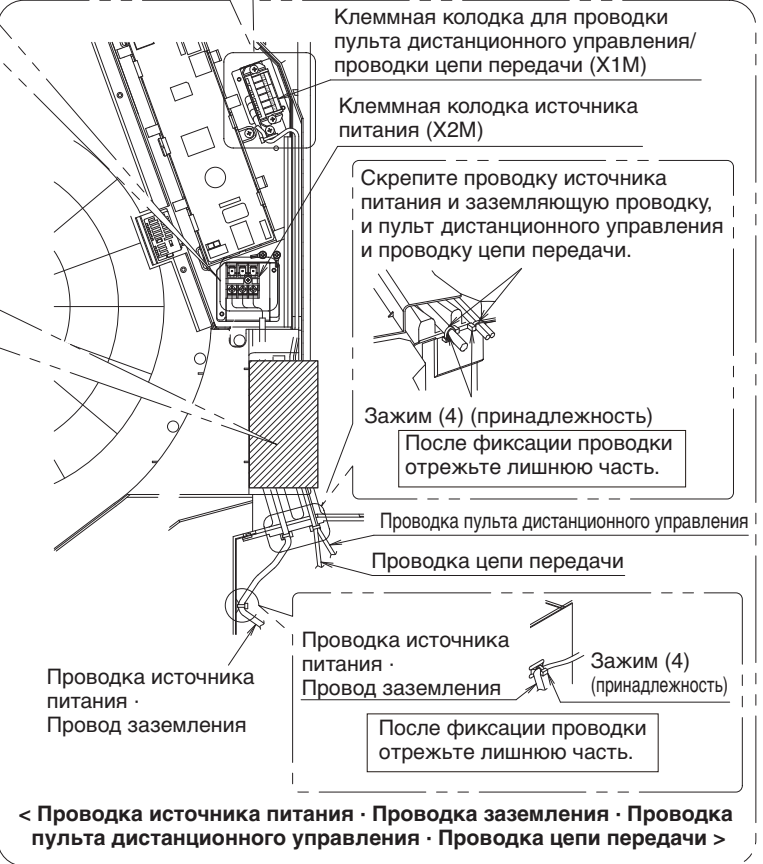 Клеммная колодка для проводки
пульта дистанционного управления/
проводки цепи передачи (X1M)
Клеммная колодка источника
питания (X2M)
Скрепите проводку источника
питания и заземляющую проводку,
и пульт дистанционного управления
и проводку цепи передачи.
Зажим (4) (принадлежность)
После фиксации проводки
отрежьте лишнюю часть.
Проводка пульта дистанционного управления
Проводка цепи передачи
Проводка источника
питания ·
Провод заземления
Зажим (4)
(принадлежность)
Проводка источника
питания ·
Провод заземления
После фиксации проводки
отрежьте лишнюю часть.
< Проводка источника питания · Проводка заземления · Проводка
пульта дистанционного управления · Проводка цепи передачи >